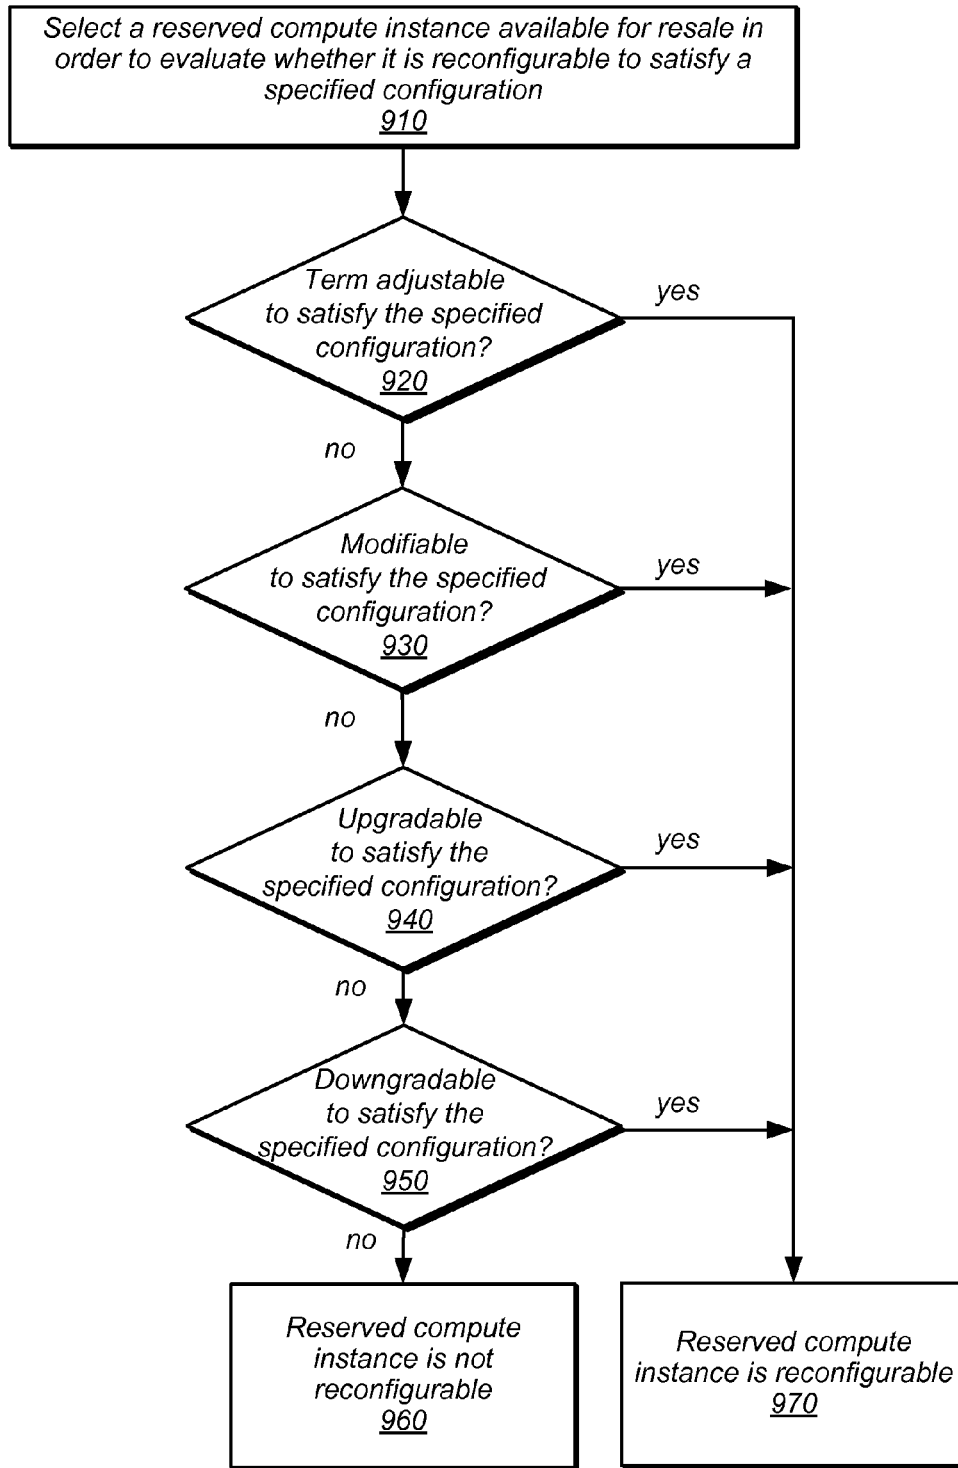 Select a reserved compute instance available for resale in
order to evaluate whether it is reconfigurable to satisfy a
specified configuration
910
Term adjustable
to satisfy the specified
configuration?
920
yes
no
Modifiable
to satisfy the specified
configuration?
930
yes
no
Upgradable
to satisfy the
specified configuration?
940
yes
no
Downgradable
to satisfy the
specified configuration?
950
yes
no
Reserved compute
instance is not
reconfigurable
960
Reserved compute
instance is reconfigurable
970